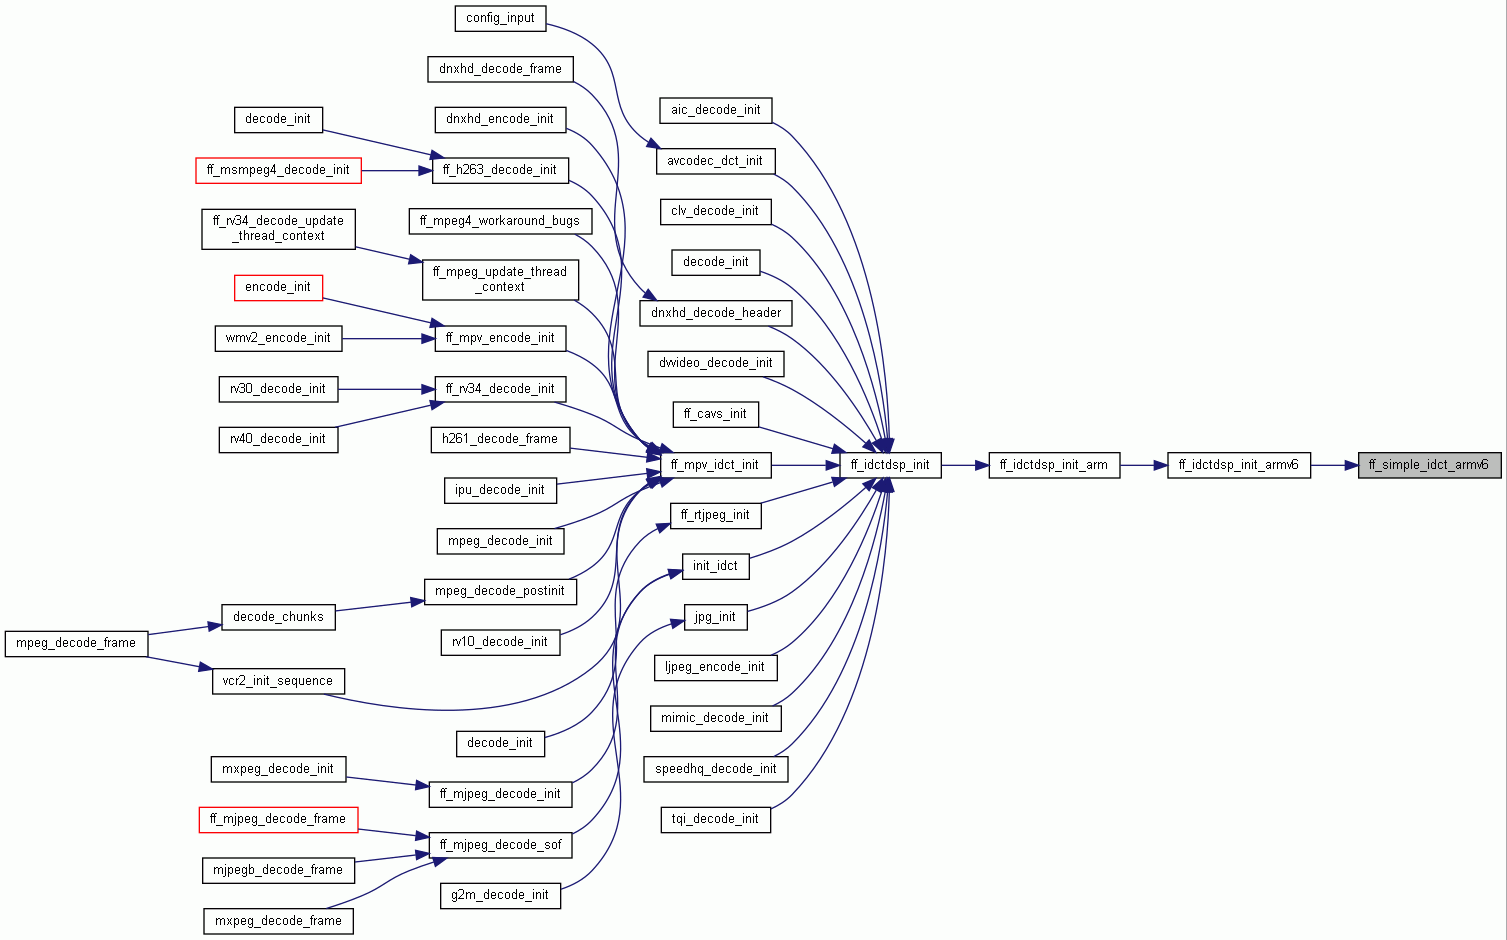 config_input
dnxhd_decode_frame
aic_decode_init
decode_init
dnxhd_encode_init
avcodec_dct_init
ff_msmpeg4_decode_init
ff_h263_decode_init
clv_decode_init
ff_rv34_decode_update
_thread_context
ff_mpeg4_workaround_bugs
decode_init
ff_mpeg_update_thread
_context
encode_init
dnxhd_decode_header
wmv2_encode_init
ff_mpv_encode_init
dvvideo_decode_init
rv30_decode_init
ff_rv34_decode_init
ff_cavs_init
rv40_decode_init
h261_decode_frame
ff_mpv_idct_init
ff_idctdsp_init
ff_idctdsp_init_arm
ff_idctdsp_init_armv6
ff_simple_idct_armv6
ipu_decode_init
ff_rtjpeg_init
mpeg_decode_init
init_idct
mpeg_decode_postinit
decode_chunks
jpg_init
mpeg_decode_frame
rv10_decode_init
ljpeg_encode_init
vcr2_init_sequence
mimic_decode_init
decode_init
mxpeg_decode_init
speedhq_decode_init
ff_mjpeg_decode_init
ff_mjpeg_decode_frame
tqi_decode_init
ff_mjpeg_decode_sof
mjpegb_decode_frame
g2m_decode_init
mxpeg_decode_frame